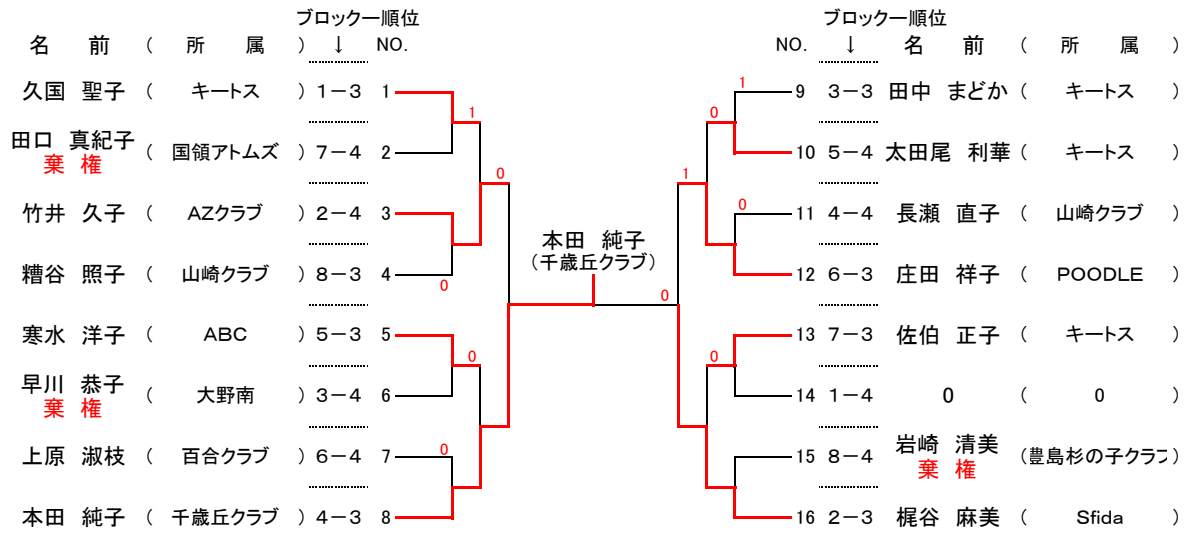 ブロック一順位 ブロック一順位
名 前 ( 所 属 ) ↓ NO. NO. ↓ 名 前 ( 所 属 )
久国 聖子 ( キートス ) 1－3 1 1 9 3－3 田中 まどか ( キートス )
1 0
田口 真紀子 棄 権 ( 国領アトムズ ) 7－4 2 10 5－4 太田尾 利華 ( キートス )
0 1
竹井 久子 ( AZクラブ ) 2－4 3 0 11 4－4 長瀬 直子 ( 山崎クラブ )
本田 純子
(千歳丘クラブ)
糟谷 照子 ( 山崎クラブ ) 8－3 4 0 12 6－3 庄田 祥子 ( POODLE )
0
寒水 洋子 ( ABC ) 5－3 5 13 7－3 佐伯 正子 ( キートス )
0 0
早川 恭子 棄 権 ( 大野南 ) 3－4 6 14 1－4 0 ( 0 )
上原 淑枝 ( 百合クラブ ) 6－4 7 0 15 8－4 岩崎 清美 棄 権 (豊島杉の子クラブ)
本田 純子 ( 千歳丘クラブ ) 4－3 8 16 2－3 梶谷 麻美 ( Sfida )